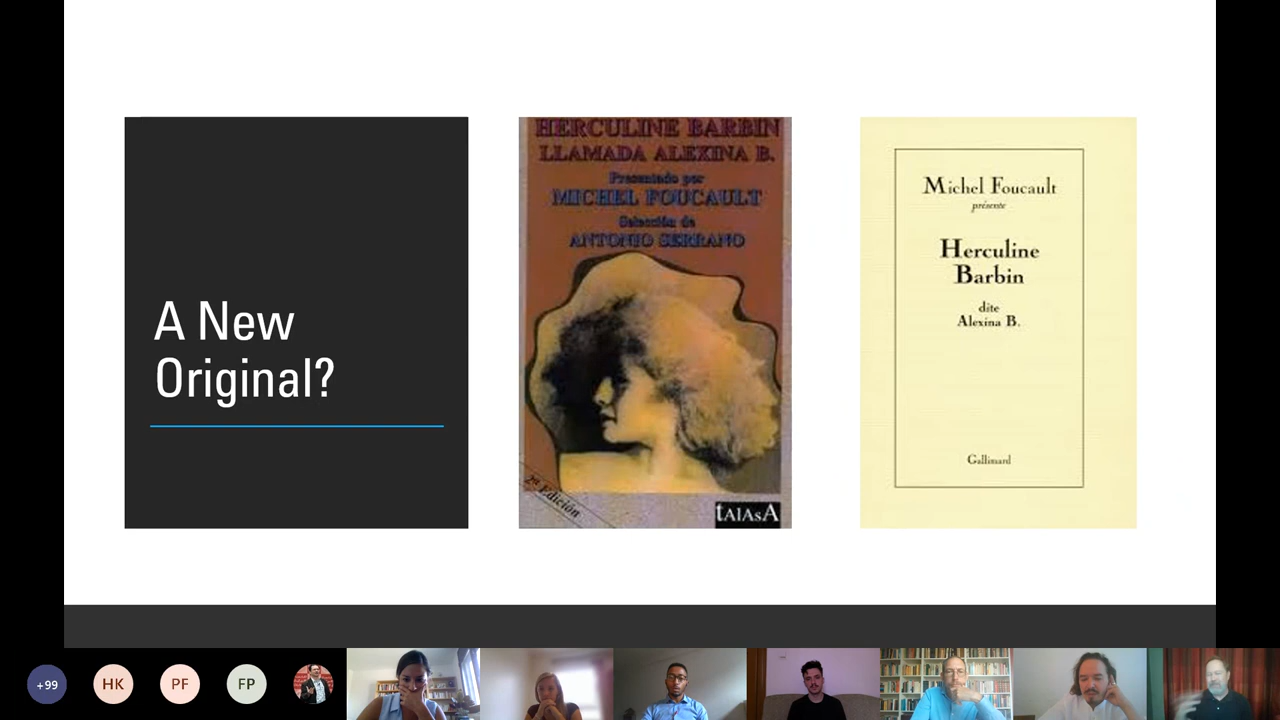 A New
Original?
HERCULINE BARBIN
LLAMADA ALEXINA B.
Presentado por
MICHEL FOUCAULT
Selección de
ANTONIO SERRANO
2ª Edición
tAlAsA
Michel Foucault
présente
Herculine
Barbin
dite
Alexina B.
Gallimard
+99
HK
PF
FP